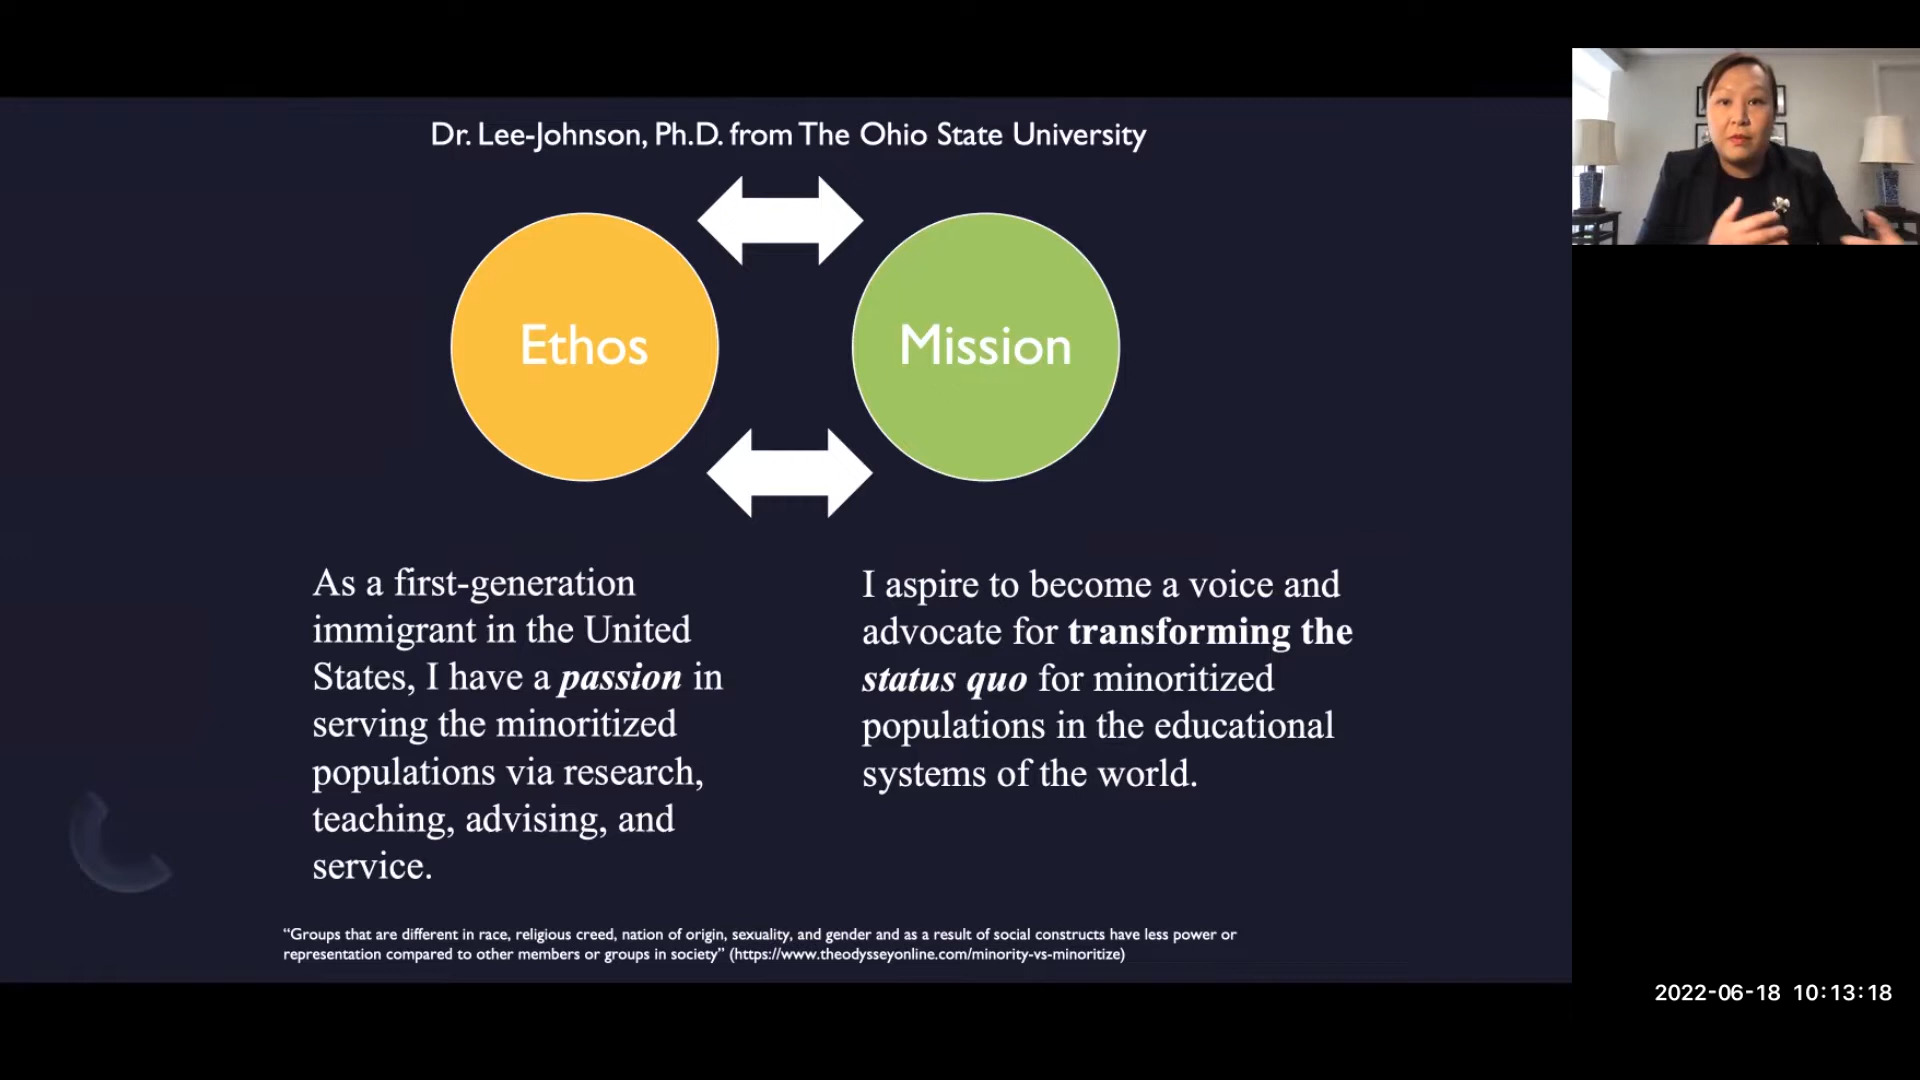 Dr. Lee-Johnson, Ph.D. from The Ohio State University
Ethos
Mission
As a first-generation
immigrant in the United
States, I have a passion in
serving the minoritized
populations via research,
teaching, advising, and
service.
I aspire to become a voice and
advocate for transforming the
status quo for minoritized
populations in the educational
systems of the world.
“Groups that are different in race, religious creed, nation of origin, sexuality, and gender and as a result of social constructs have less power or
representation compared to other members or groups in society” (https://www.theodysseyonline.com/minority-vs-minoritize)
2022-06-18 10:13:18